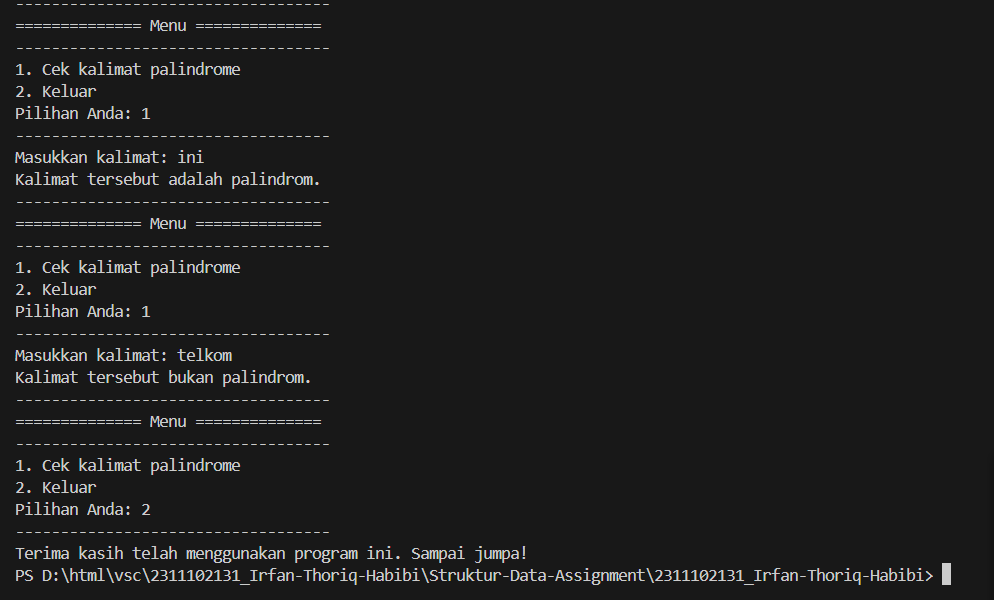 -----------------------------------
============== Menu ==============
-----------------------------------
1. Cek kalimat palindrome
2. Keluar
Pilihan Anda: 1
-----------------------------------
Masukkan kalimat: ini
Kalimat tersebut adalah palindrom.
-----------------------------------
============== Menu ==============
-----------------------------------
1. Cek kalimat palindrome
2. Keluar
Pilihan Anda: 1
-----------------------------------
Masukkan kalimat: telkom
Kalimat tersebut bukan palindrom.
-----------------------------------
============== Menu ==============
-----------------------------------
1. Cek kalimat palindrome
2. Keluar
Pilihan Anda: 2
-----------------------------------
Terima kasih telah menggunakan program ini. Sampai jumpa!
PS D:\html\vsc\2311102131_Irfan-Thoriq-Habibi\Struktur-Data-Assignment\2311102131_Irfan-Thoriq-Habibi>